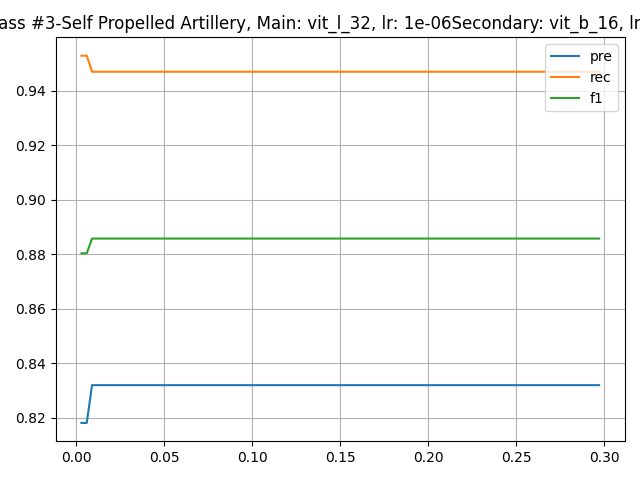 ass #3-Self Propelled Artillery, Main: vit_l_32, lr: 1e-06Secondary: vit_b_16, lr
pre
rec
f1
0.94
0.92
0.90
0.88
0.86
0.84
0.82
0.00 0.05 0.10 0.15 0.20 0.25 0.30